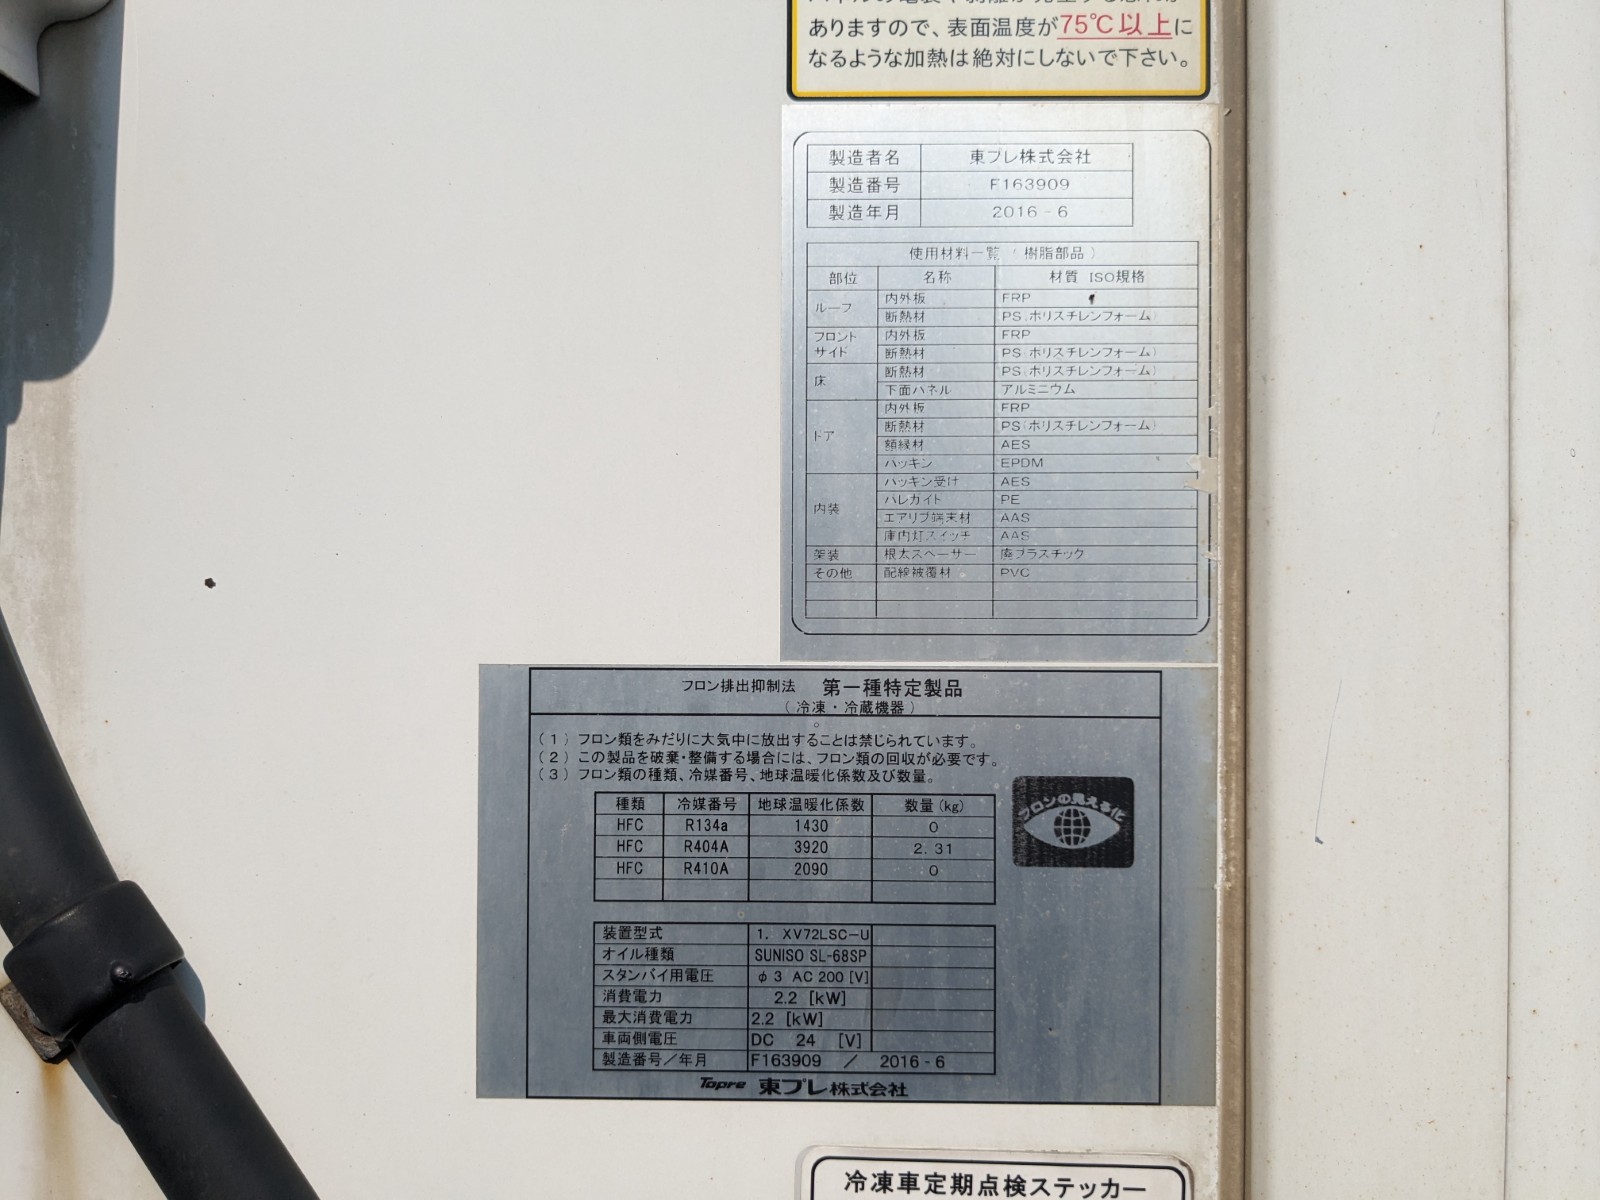 ありますので、表面温度が75℃以上に
なるような加熱は絶対にしないで下さい。
製造者名 東プレ株式会社
製造番号 F163909
製造年月 2016-6
使用材料一覧（樹脂部品）
部位 名称 材質 ISO規格
ルーフ 内外板 FRP
断熱材 PS(ポリスチレンフォーム)
フロント サイド 内外板 FRP
断熱材 PS(ポリスチレンフォーム)
床 断熱材 PS(ポリスチレンフォーム)
下面パネル アルミニウム
ドア 内外板 FRP
断熱材 PS(ポリスチレンフォーム)
額縁材 AES
パッキン EPDM
内装 パッキン受け AES
ハレガイト PE
エアリブ端末材 AAS
庫内灯スイッチ AAS
架装 根太スペーサー 廃プラスチック
その他 配線被覆材 PVC
フロン排出抑制法 第一種特定製品
（冷凍・冷蔵機器）
(1) フロン類をみだりに大気中に放出することは禁じられています。
(2) この製品を破棄・整備する場合には、フロン類の回収が必要です。
(3) フロン類の種類、冷媒番号、地球温暖化係数及び数量。
種類 冷媒番号 地球温暖化係数 数量(kg)
HFC R134a 1430 0
HFC R404A 3920 2.31
HFC R410A 2090 0
フロンの見える化
装置型式 1. XV72LSC-U
オイル種類 SUNISO SL-68SP
スタンバイ用電圧 φ3 AC 200 [V]
消費電力 2.2 [kW]
最大消費電力 2.2 [kW]
車両側電圧 DC 24 [V]
製造番号／年月 F163909 ／ 2016-6
Topre 東プレ株式会社
冷凍車定期点検ステッカー